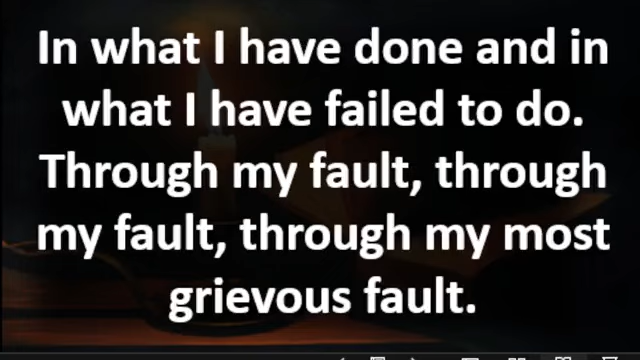 In what I have done and in
what I have failed to do.
Through my fault, through
my fault, through my most
grievous fault.